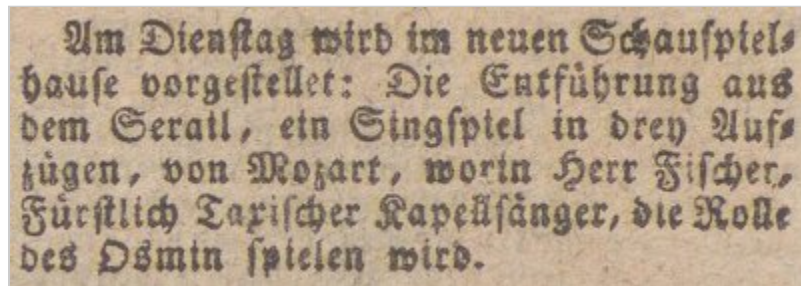 Am Dienstag wird im neuen Schauspiel-
hause vorgestellet: Die Entführung aus
dem Serail, ein Singspiel in drey Auf-
zügen, von Mozart, worin Herr Fischer,
Fürstlich Taxischer Kapellsänger, die Rolle
des Osmin spielen wird.